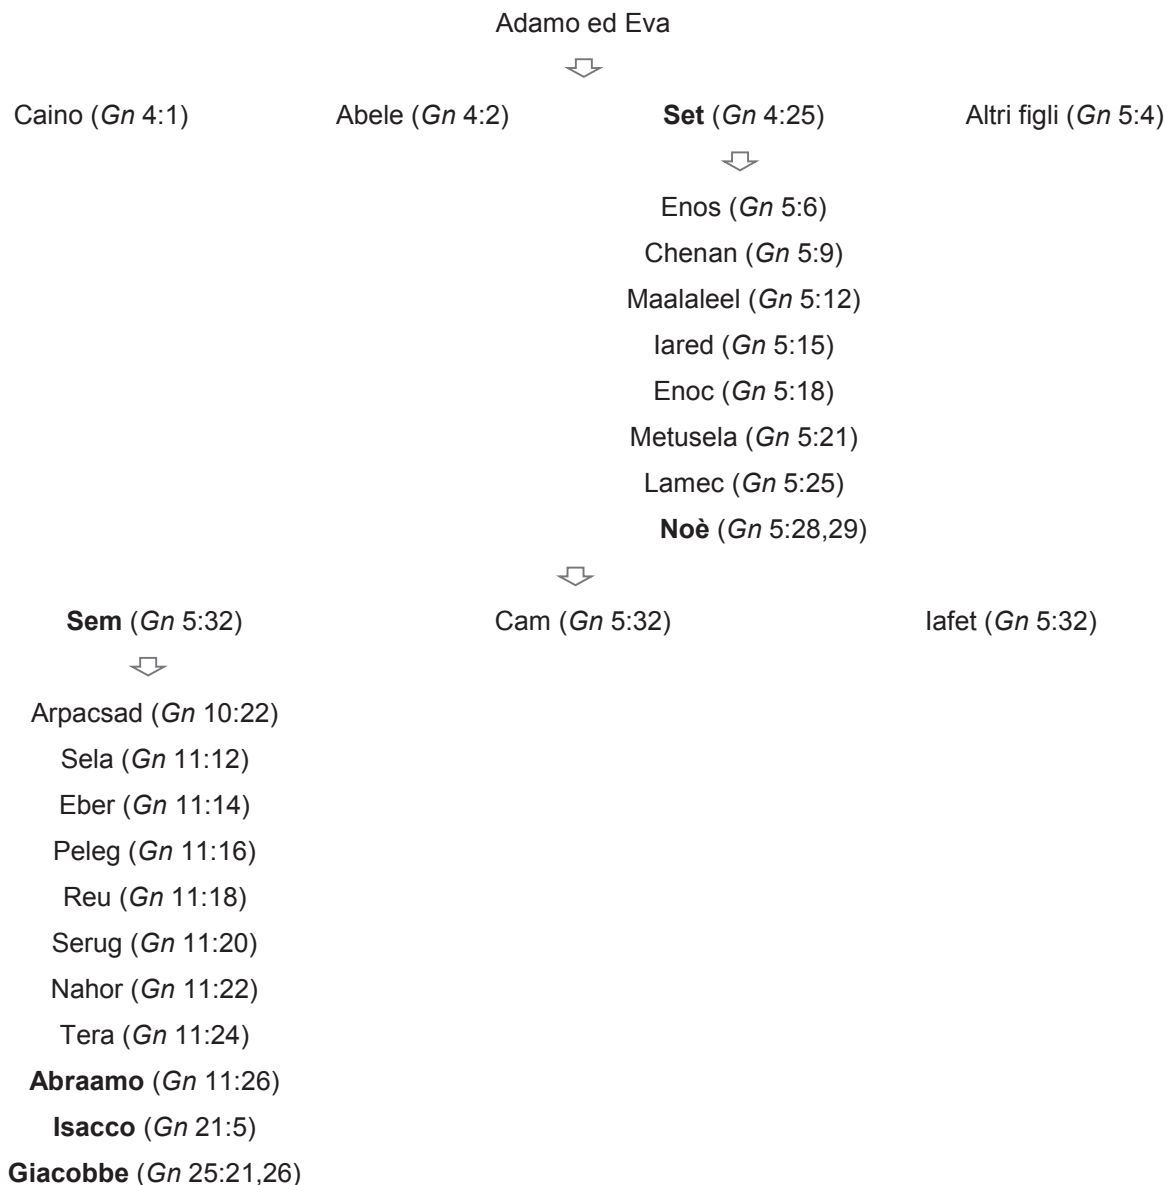 Adamo ed Eva
Caino (Gn 4:1) Abele (Gn 4:2) Set (Gn 4:25) Altri figli (Gn 5:4)
Enos (Gn 5:6)
Chenan (Gn 5:9)
Maalaleel (Gn 5:12)
Iared (Gn 5:15)
Enoc (Gn 5:18)
Metusela (Gn 5:21)
Lamec (Gn 5:25)
Noè (Gn 5:28,29)
Sem (Gn 5:32) Cam (Gn 5:32) Iafet (Gn 5:32)
Arpacsad (Gn 10:22)
Sela (Gn 11:12)
Eber (Gn 11:14)
Peleg (Gn 11:16)
Reu (Gn 11:18)
Serug (Gn 11:20)
Nahor (Gn 11:22)
Tera (Gn 11:24)
Abraamo (Gn 11:26)
Isacco (Gn 21:5)
Giacobbe (Gn 25:21,26)